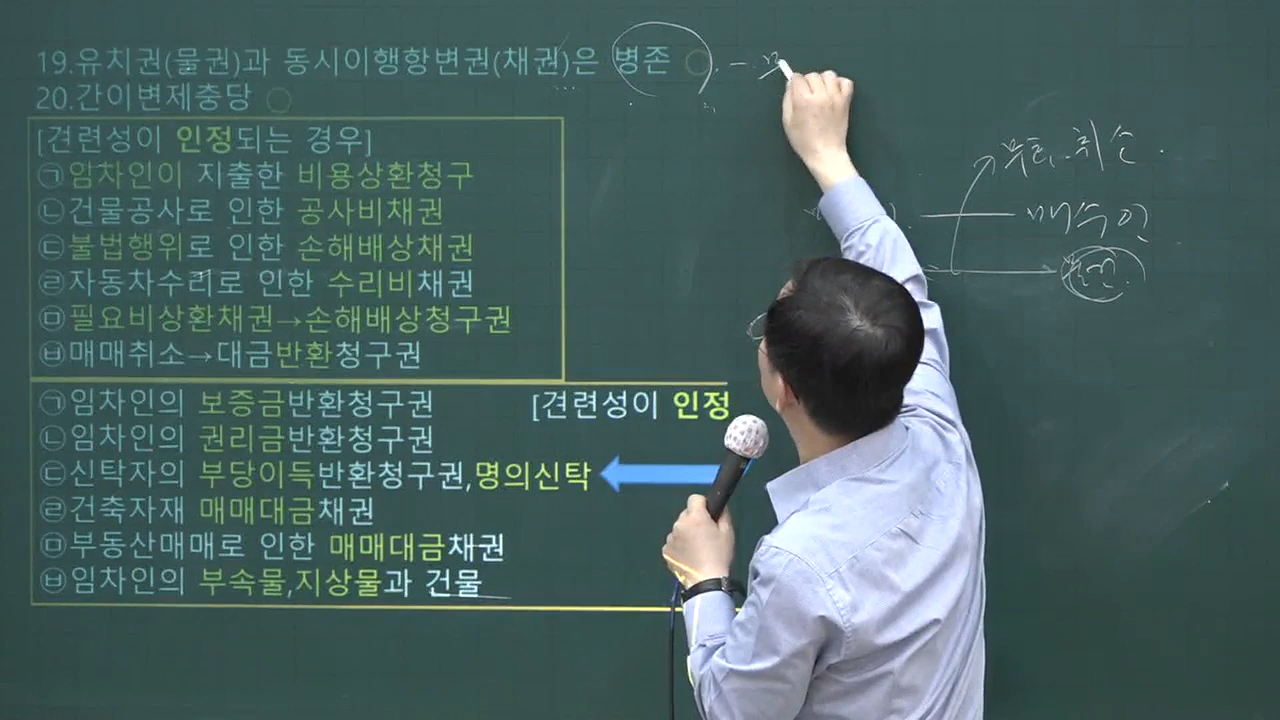 19.유치권(물권)과 동시이행항변권(채권)은 병존 ○
20.간이변제충당 ○
[견련성이 인정되는 경우]
㉠임차인이 지출한 비용상환청구
㉡건물공사로 인한 공사비채권
㉢불법행위로 인한 손해배상채권
㉣자동차수리로 인한 수리비채권
㉤필요비상환채권→손해배상청구권
㉥매매취소→대금반환청구권
㉠임차인의 보증금반환청구권
[견련성이 인정
㉡임차인의 권리금반환청구권
㉢신탁자의 부당이득반환청구권,명의신탁
㉣건축자재 매매대금채권
㉤부동산매매로 인한 매매대금채권
㉥임차인의 부속물,지상물과 건물
취소
매수인